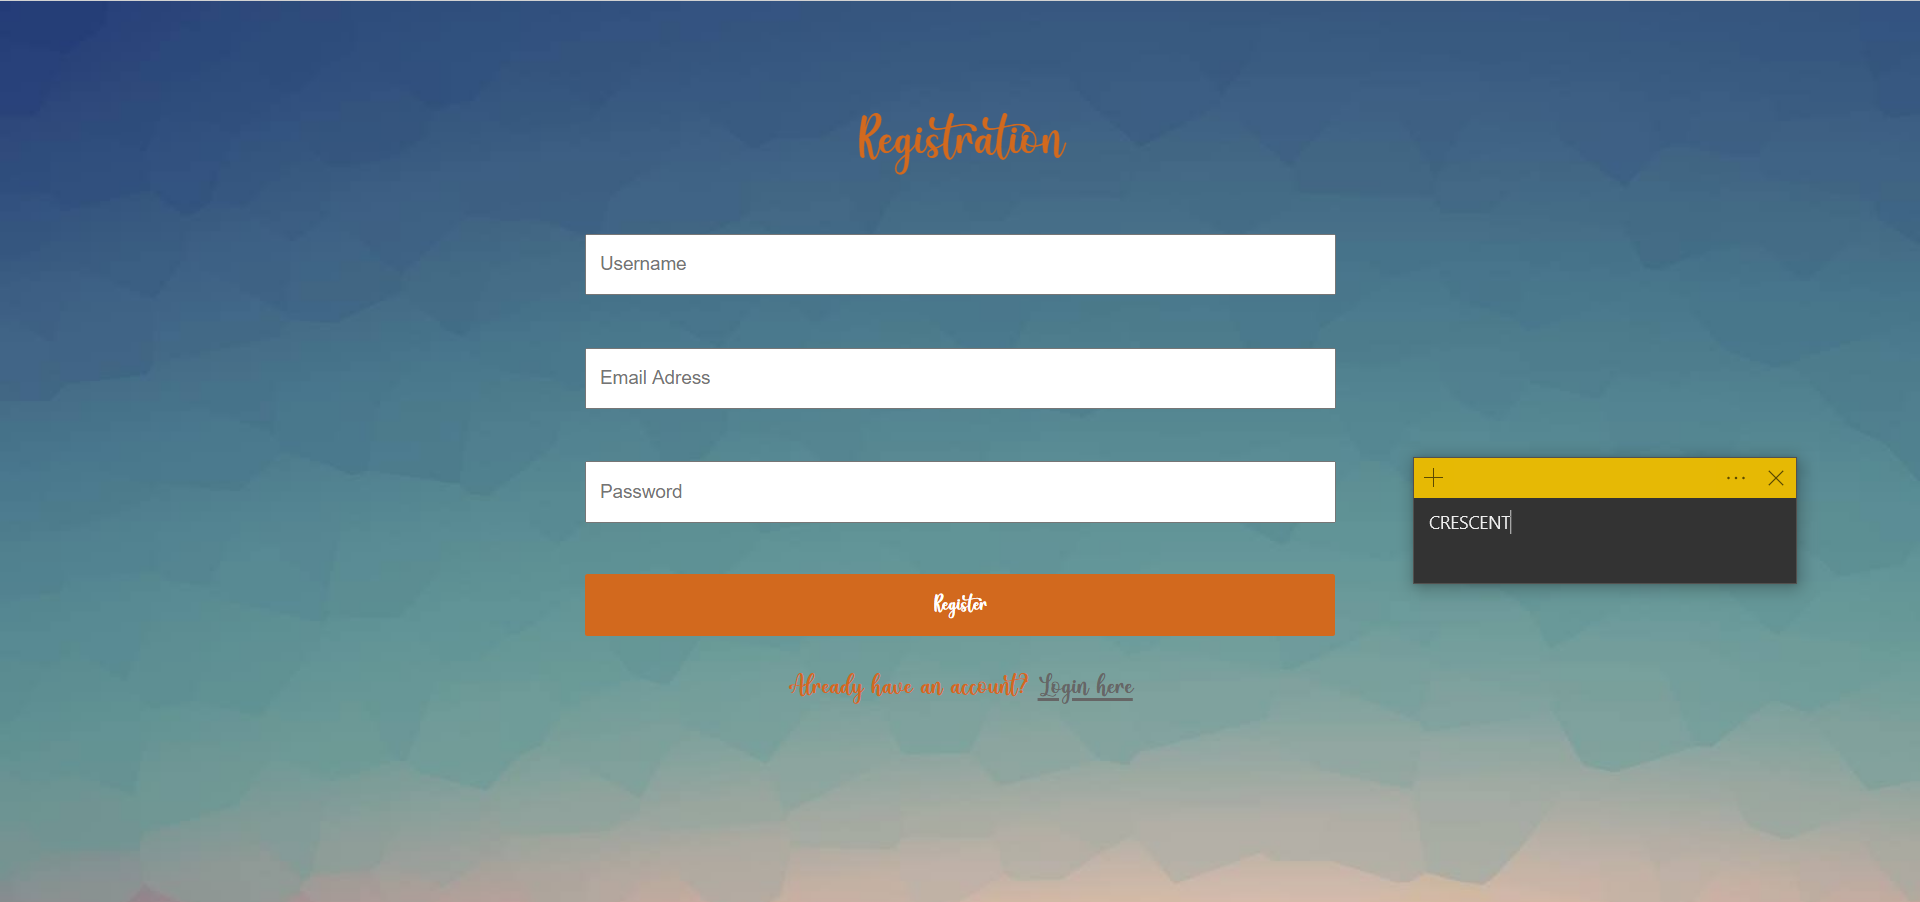 Registration
Username
Email Adress
Password
CRESCENT
Register
Already have an account? Login here